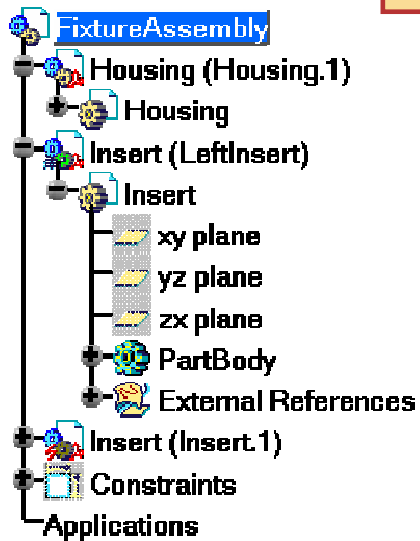 FixtureAssembly
Housing (Housing.1)
Housing
Insert (LeftInsert)
Insert
xy plane
yz plane
zx plane
PartBody
External References
Insert (Insert.1)
Constraints
Applications